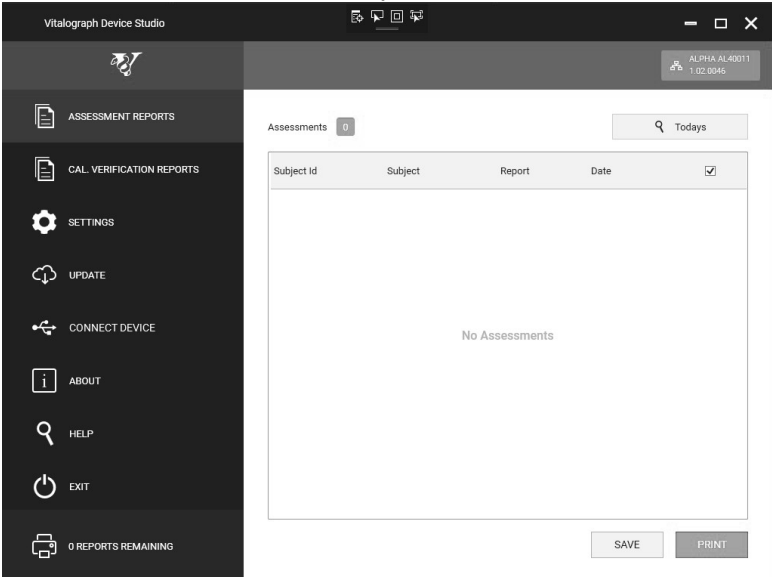 Vitalograph Device Studio
ALPHA AL40011
1.02.0046
ASSESSMENT REPORTS
CAL. VERIFICATION REPORTS
SETTINGS
UPDATE
CONNECT DEVICE
ABOUT
HELP
EXIT
0 REPORTS REMAINING
Assessments 0
Todays
Subject Id Subject Report Date
No Assessments
SAVE PRINT